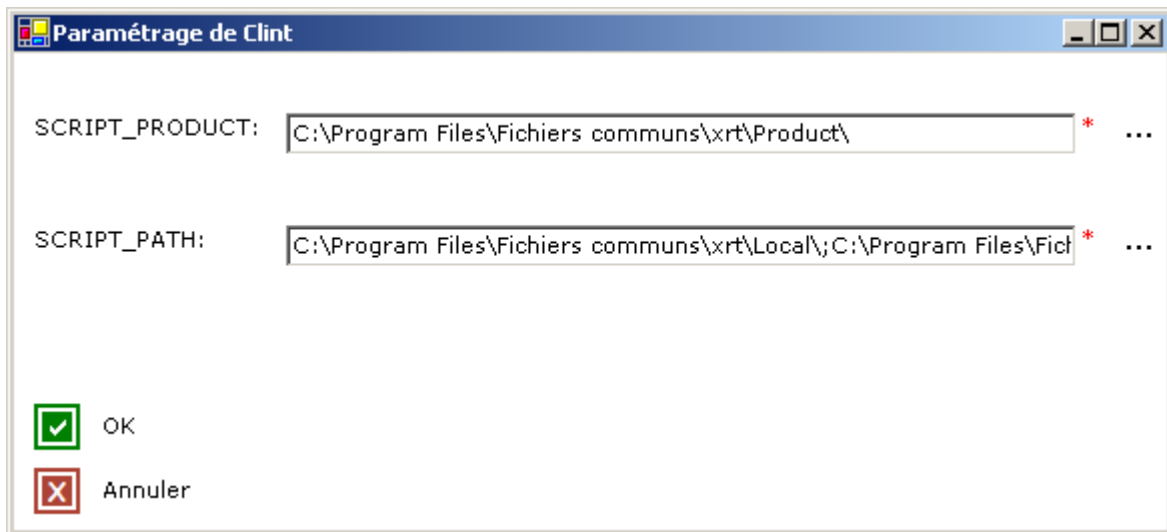 Paramétrage de Clint
SCRIPT_PRODUCT: C:\Program Files\Fichiers communs\xrt\Product\ * ...
SCRIPT_PATH: C:\Program Files\Fichiers communs\xrt\Local\;C:\Program Files\Fich * ...
OK
Annuler